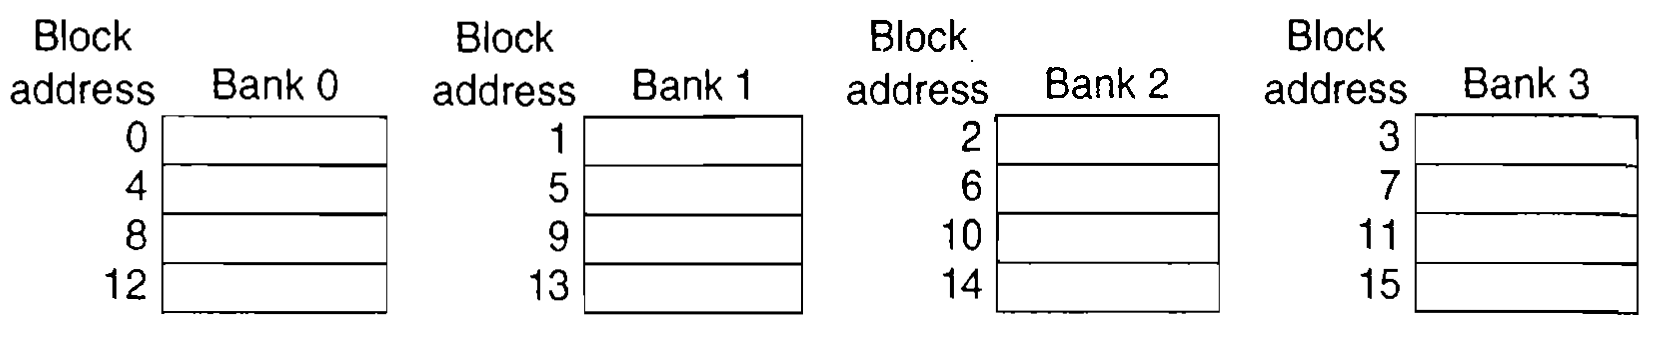 Block Block Block Block
address Bank 0 address Bank 1 address Bank 2 address Bank 3
0 1 2 3
4 5 6 7
8 9 10 11
12 13 14 15